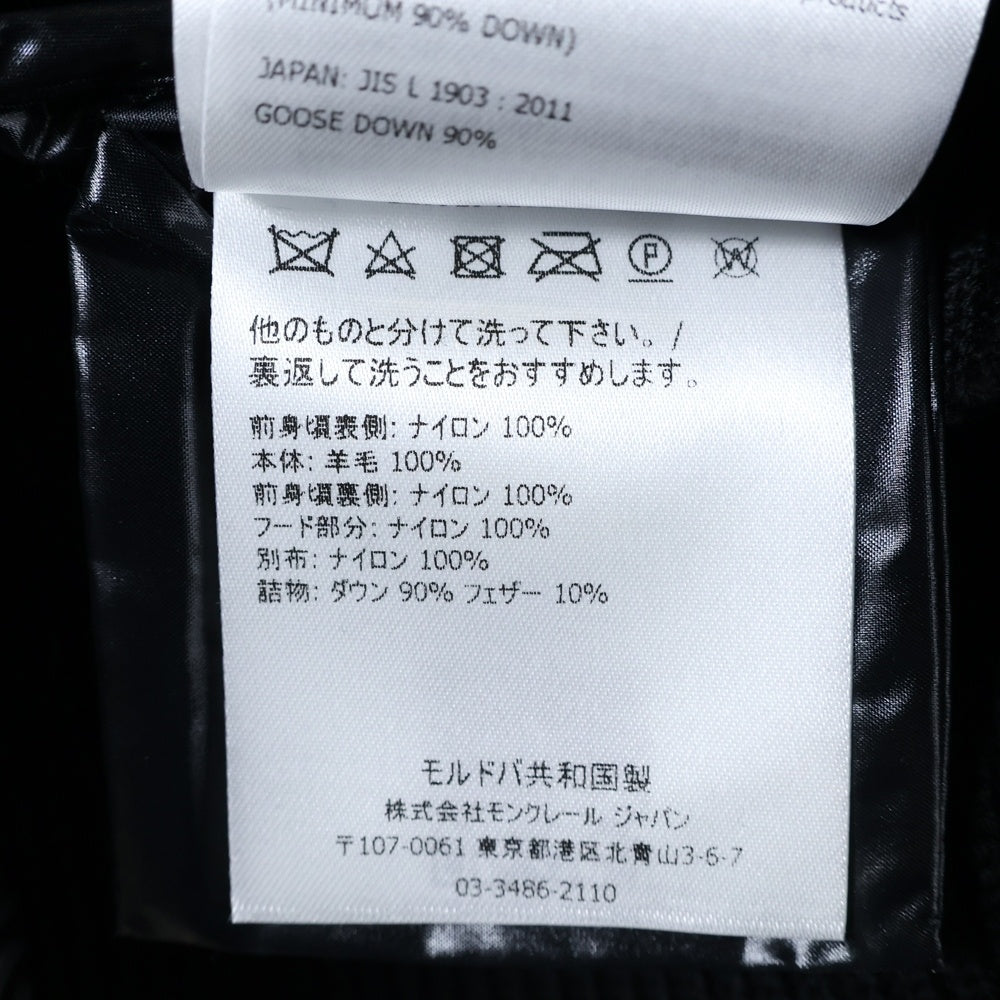 (MINIMUM 90% DOWN)
products
JAPAN: JIS L 1903 : 2011
GOOSE DOWN 90%
P
W
他のものと分けて洗って下さい。/
裏返して洗うことをおすすめします。
前身頃表側: ナイロン 100%
本体: 羊毛 100%
前身頃裏側: ナイロン 100%
フード部分: ナイロン 100%
別布: ナイロン 100%
詰物: ダウン 90% フェザー 10%
モルドバ共和国製
株式会社モンクレール ジャパン
〒107-0061 東京都港区北青山3-6-7
03-3486-2110